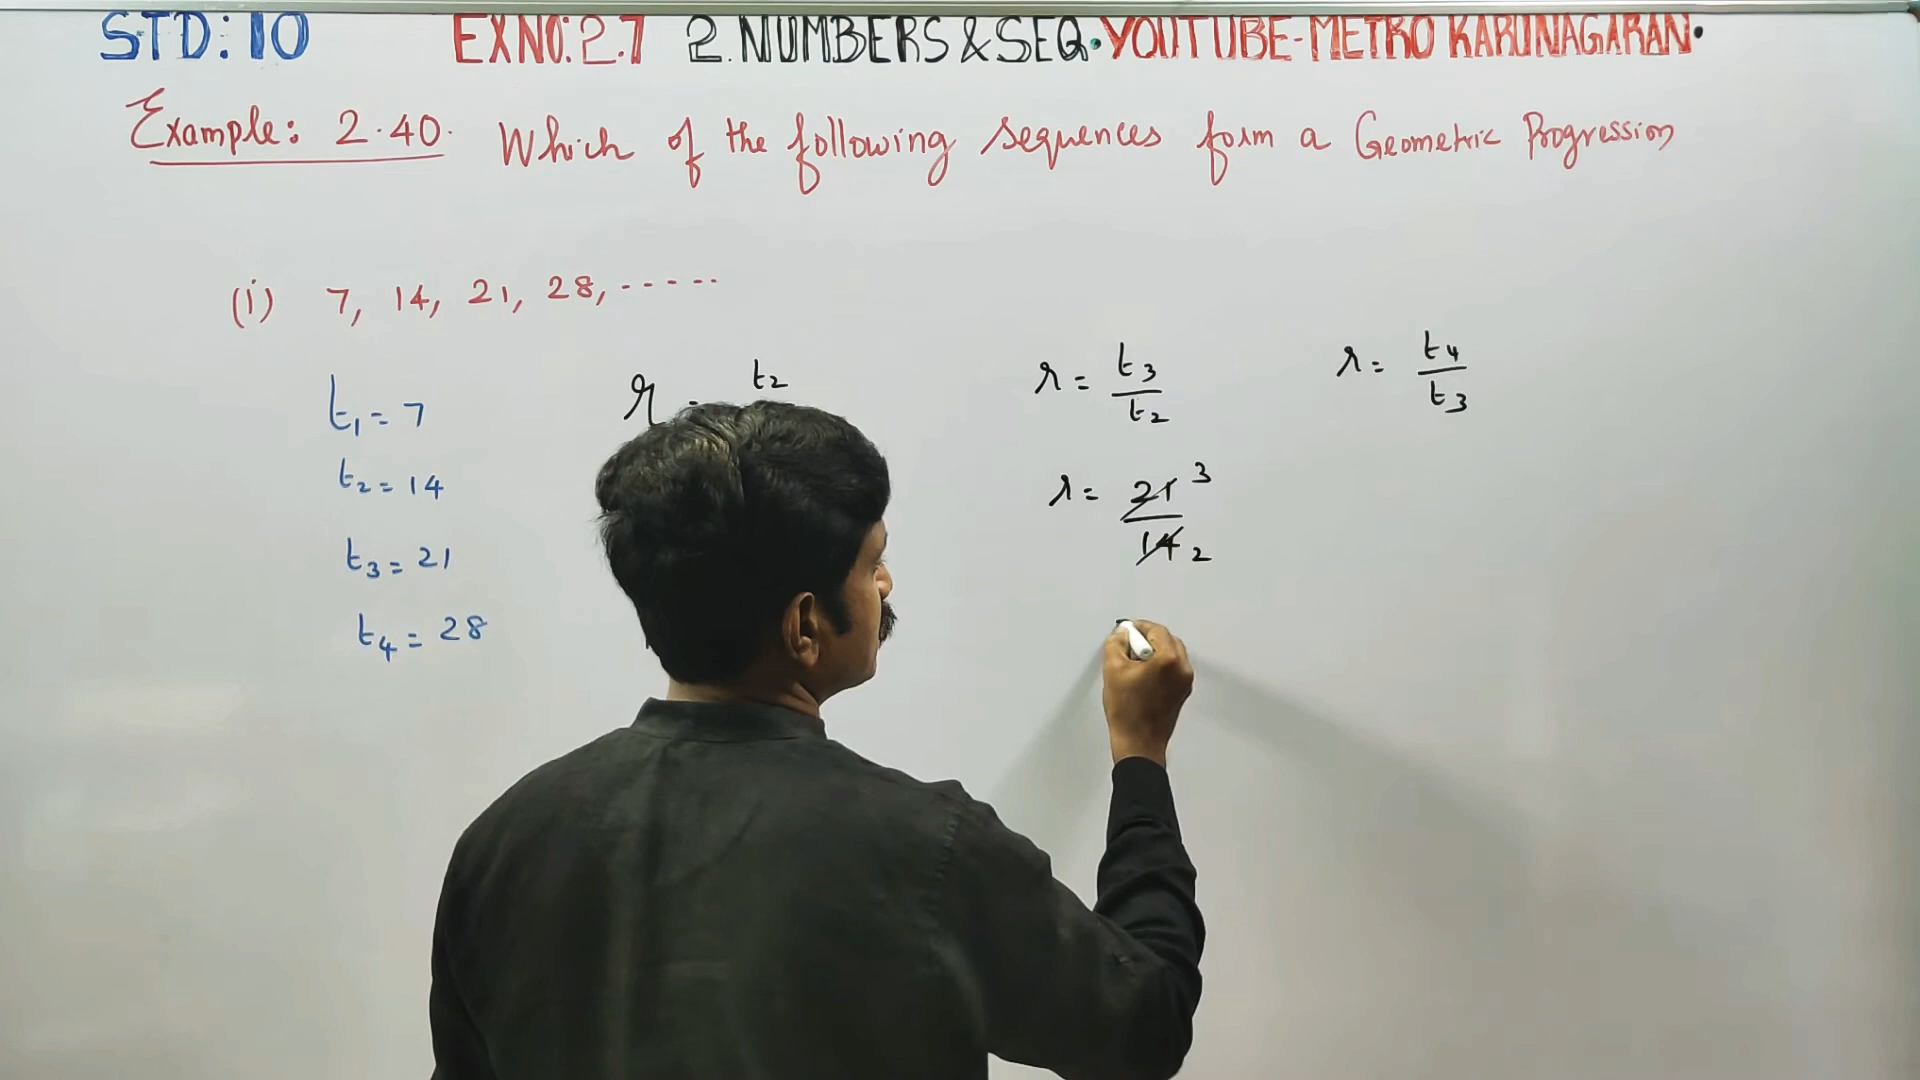 STD: 10 EXNO: 2.7 2. NUMBERS & SEQ. YOUTUBE-METRO KARUNAGARAN.
Example: 2.40. Which of the following sequences form a Geometric Progression
(i) 7, 14, 21, 28, -----
t1 = 7
t2 = 14
t3 = 21
t4 = 28
r = t2
r = t3/t2
r = 21/14 3 2
r = t4/t3